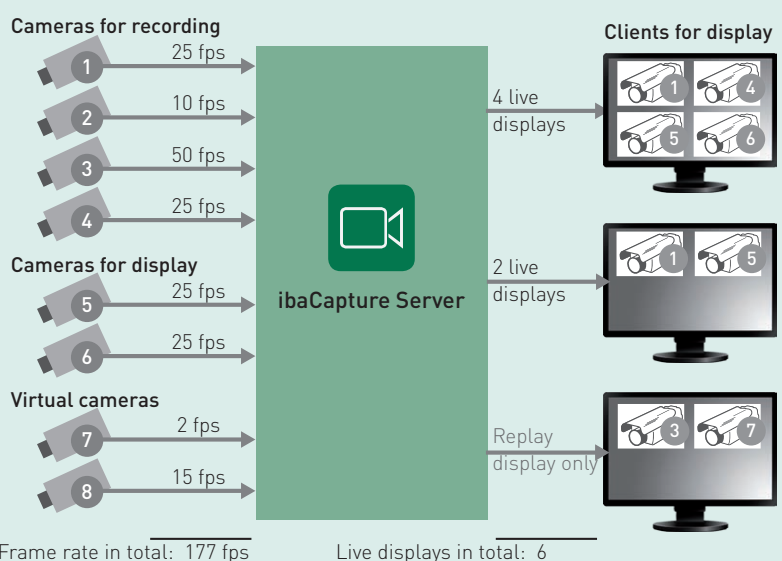 Cameras for recording
1
25 fps
2
10 fps
3
50 fps
4
25 fps
Cameras for display
5
25 fps
6
25 fps
Virtual cameras
7
2 fps
8
15 fps
Frame rate in total: 177 fps
ibaCapture Server
4 live
displays
2 live
displays
Replay
display only
Live displays in total: 6
Clients for display
1 4
5 6
1 5
3 7